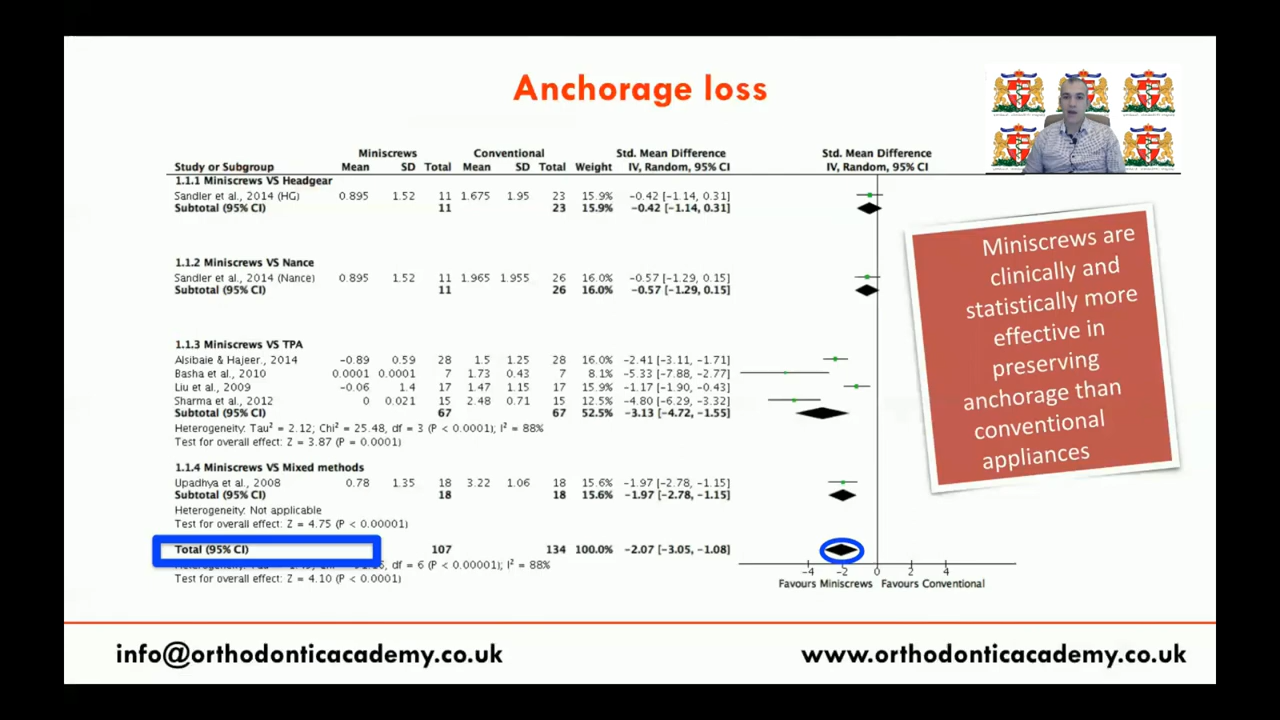 Anchorage loss
Miniscrews Conventional Std. Mean Difference Std. Mean Difference
Study or Subgroup Mean SD Total Mean SD Total Weight IV, Random, 95% CI IV, Random, 95% CI
1.1.1 Miniscrews VS Headgear
Sandler et al., 2014 (HG) 0.895 1.52 11 1.675 1.95 23 15.9% −0.42 [−1.14, 0.31]
Subtotal (95% CI) 11 23 15.9% −0.42 [−1.14, 0.31]
1.1.2 Miniscrews VS Nance
Sandler et al., 2014 (Nance) 0.895 1.52 11 1.965 1.955 26 16.0% −0.57 [−1.29, 0.15]
Subtotal (95% CI) 11 26 16.0% −0.57 [−1.29, 0.15]
1.1.3 Miniscrews VS TPA
Alsibaie & Hajeer., 2014 −0.89 0.59 28 1.5 1.25 28 16.0% −2.41 [−3.11, −1.71]
Basha et al., 2010 0.0001 0.0001 7 1.73 0.43 7 8.1% −5.33 [−7.88, −2.77]
Liu et al., 2009 −0.06 1.4 17 1.47 1.15 17 15.9% −1.17 [−1.90, −0.43]
Sharma et al., 2012 0 0.021 15 2.48 0.71 15 12.5% −4.80 [−6.29, −3.32]
Subtotal (95% CI) 67 67 52.5% −3.13 [−4.72, −1.55]
Heterogeneity: Tau² = 2.12; Chi² = 25.48, df = 3 (P < 0.0001); I² = 88%
Test for overall effect: Z = 3.87 (P = 0.0001)
1.1.4 Miniscrews VS Mixed methods
Upadhya et al., 2008 0.78 1.35 18 3.22 1.06 18 15.6% −1.97 [−2.78, −1.15]
Subtotal (95% CI) 18 18 15.6% −1.97 [−2.78, −1.15]
Heterogeneity: Not applicable
Test for overall effect: Z = 4.75 (P < 0.00001)
Total (95% CI) 107 134 100.0% −2.07 [−3.05, −1.08]
df = 6 (P < 0.00001); I² = 88%
Test for overall effect: Z = 4.10 (P < 0.0001)
−4 −2 0 2 4
Favours Miniscrews Favours Conventional
Miniscrews are
clinically and
statistically more
effective in
preserving
anchorage than
conventional
appliances
info@orthodonticacademy.co.uk
www.orthodonticacademy.co.uk